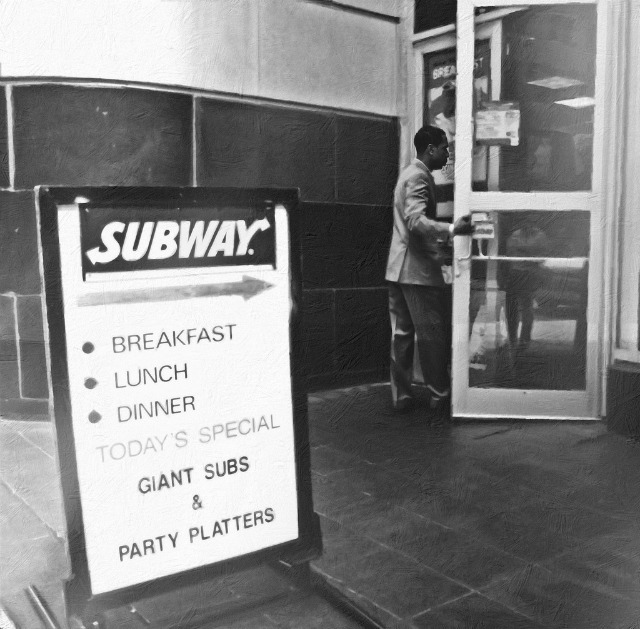 SUBWAY
BREAKFAST
LUNCH
DINNER
TODAY'S SPECIAL
GIANT SUBS
&
PARTY PLATTERS